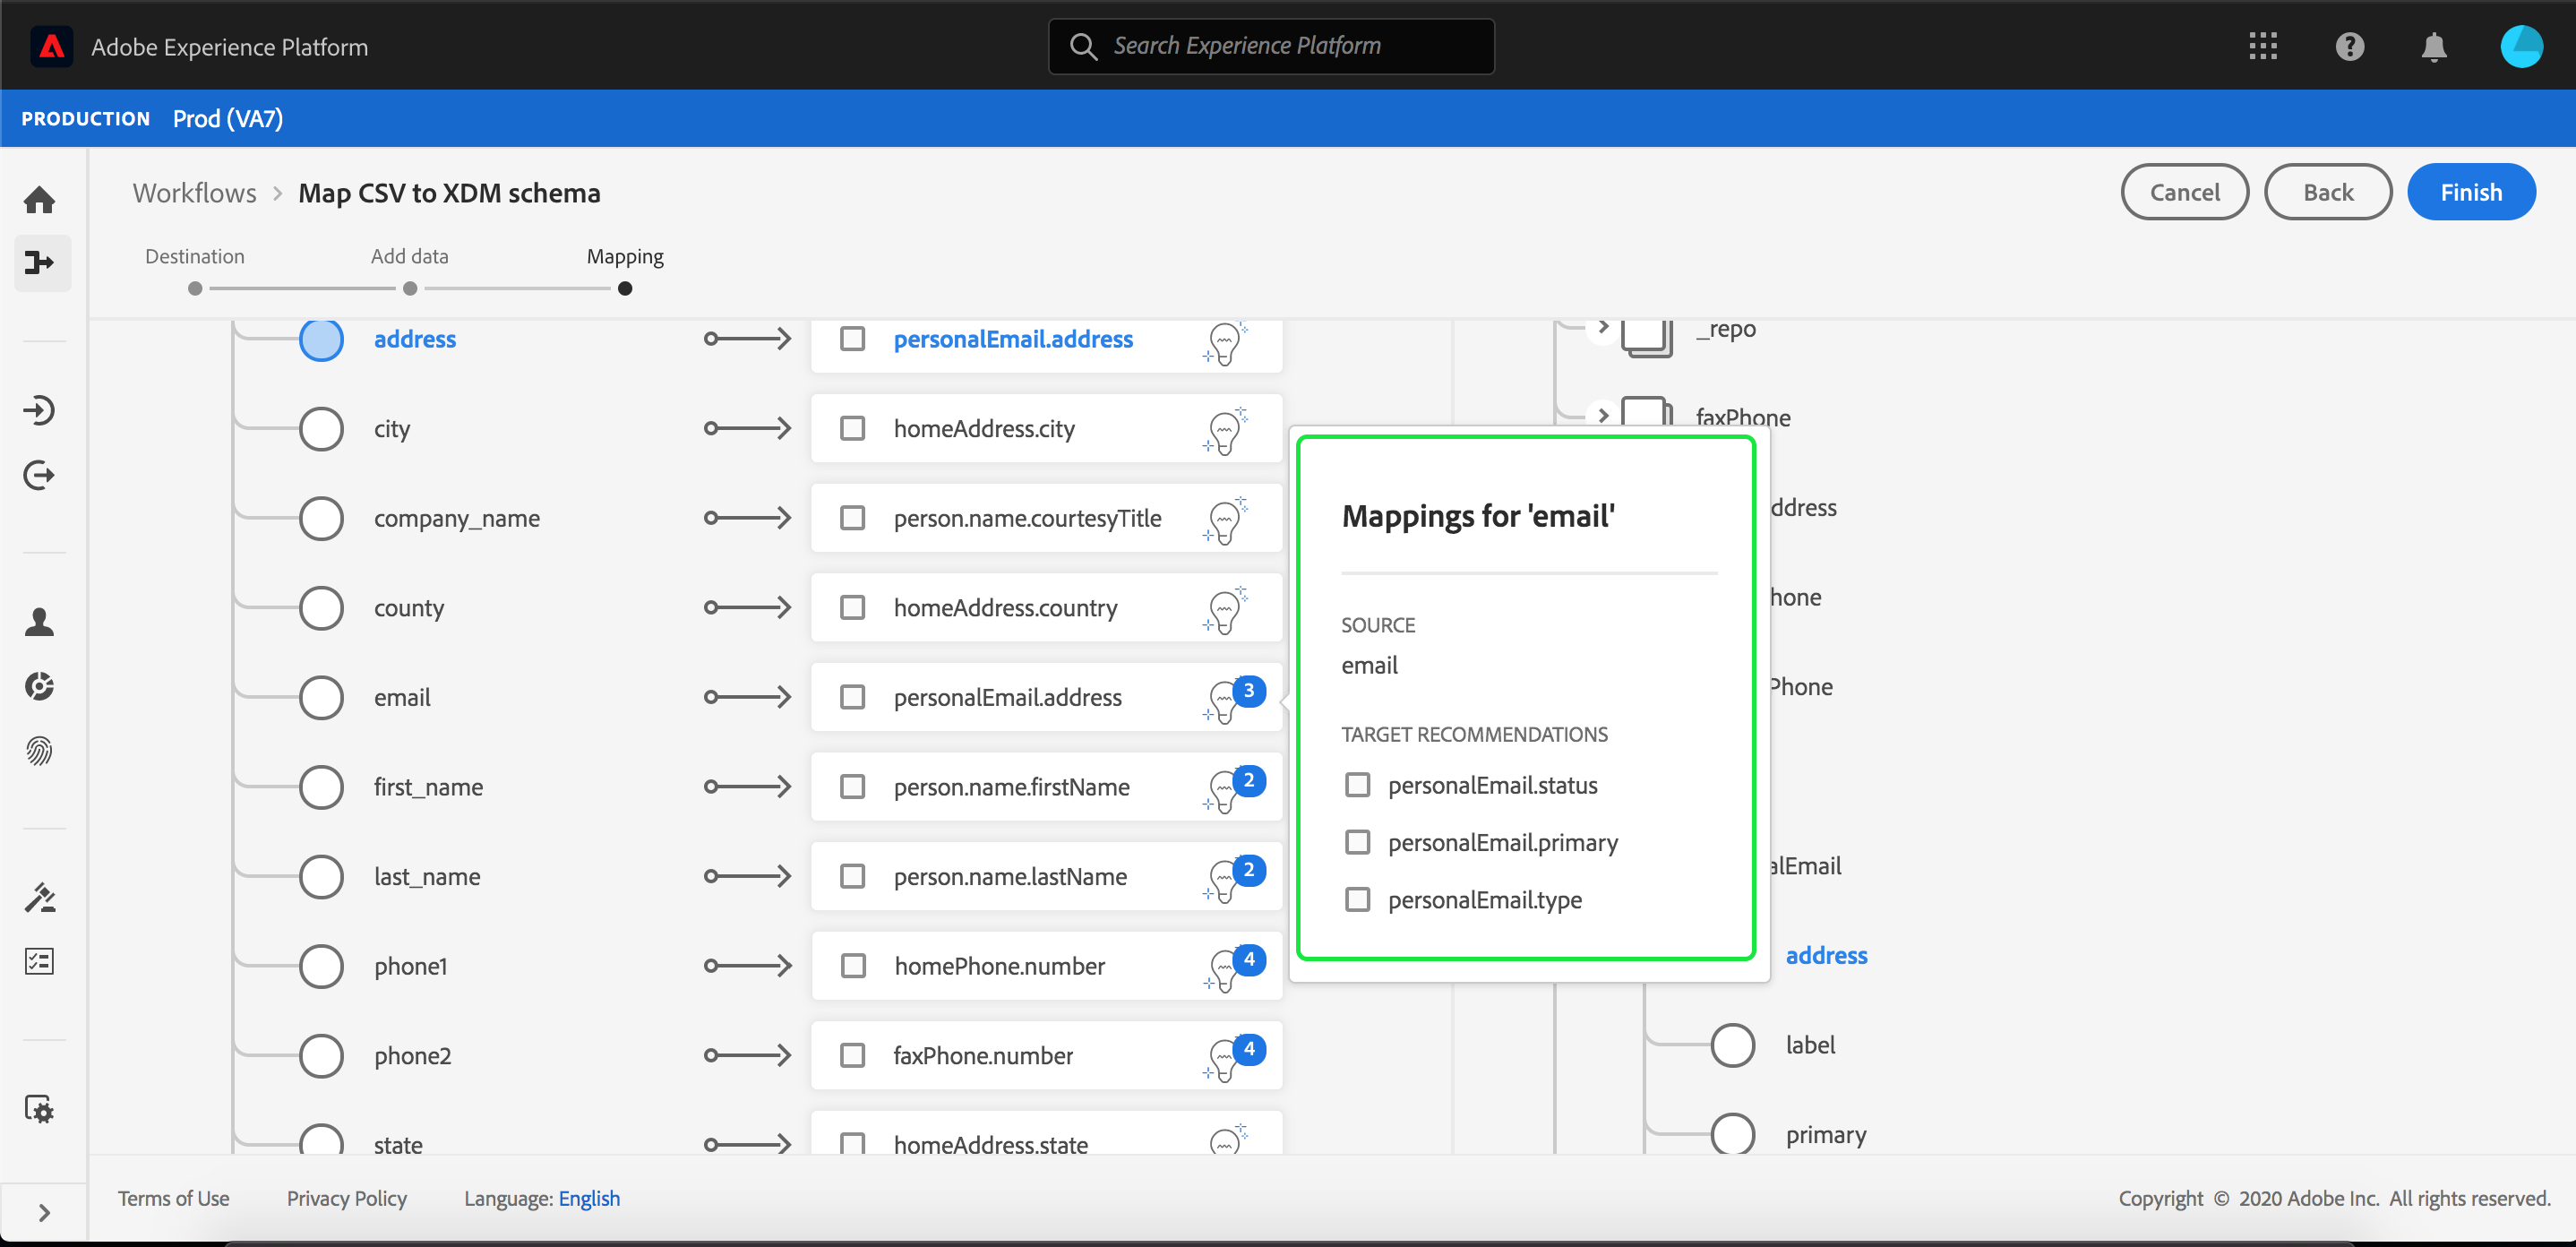 Adobe Experience Platform
Search Experience Platform
PRODUCTION Prod (VA7)
Workflows > Map CSV to XDM schema
Cancel Back Finish
Destination Add data Mapping
address personalEmail.address
city homeAddress.city
company_name person.name.courtesyTitle
county homeAddress.country
email personalEmail.address 3
first_name person.name.firstName 2
last_name person.name.lastName 2
phone1 homePhone.number 4
phone2 faxPhone.number 4
state homeAddress.state
Mappings for 'email'
SOURCE
email
TARGET RECOMMENDATIONS
personalEmail.status
personalEmail.primary
personalEmail.type
_repo
faxPhone
ddress
hone
Phone
alEmail
address
label
primary
Terms of Use Privacy Policy Language: English
Copyright © 2020 Adobe Inc. All rights reserved.